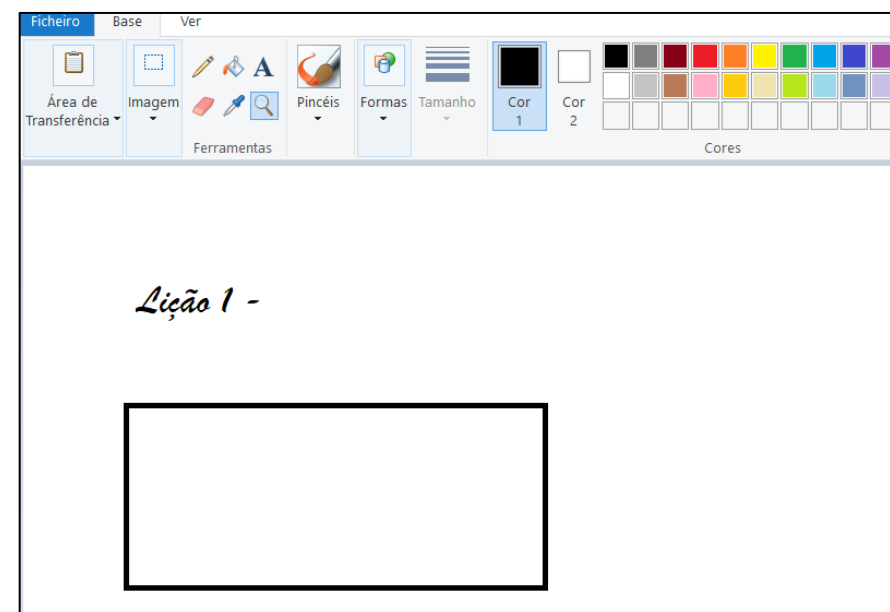 Ficheiro Base Ver
Área de Transferência
Imagem
A
Ferramentas
Pincéis
Formas
Tamanho
Cor 1
Cor 2
Cores
Lição 1 -